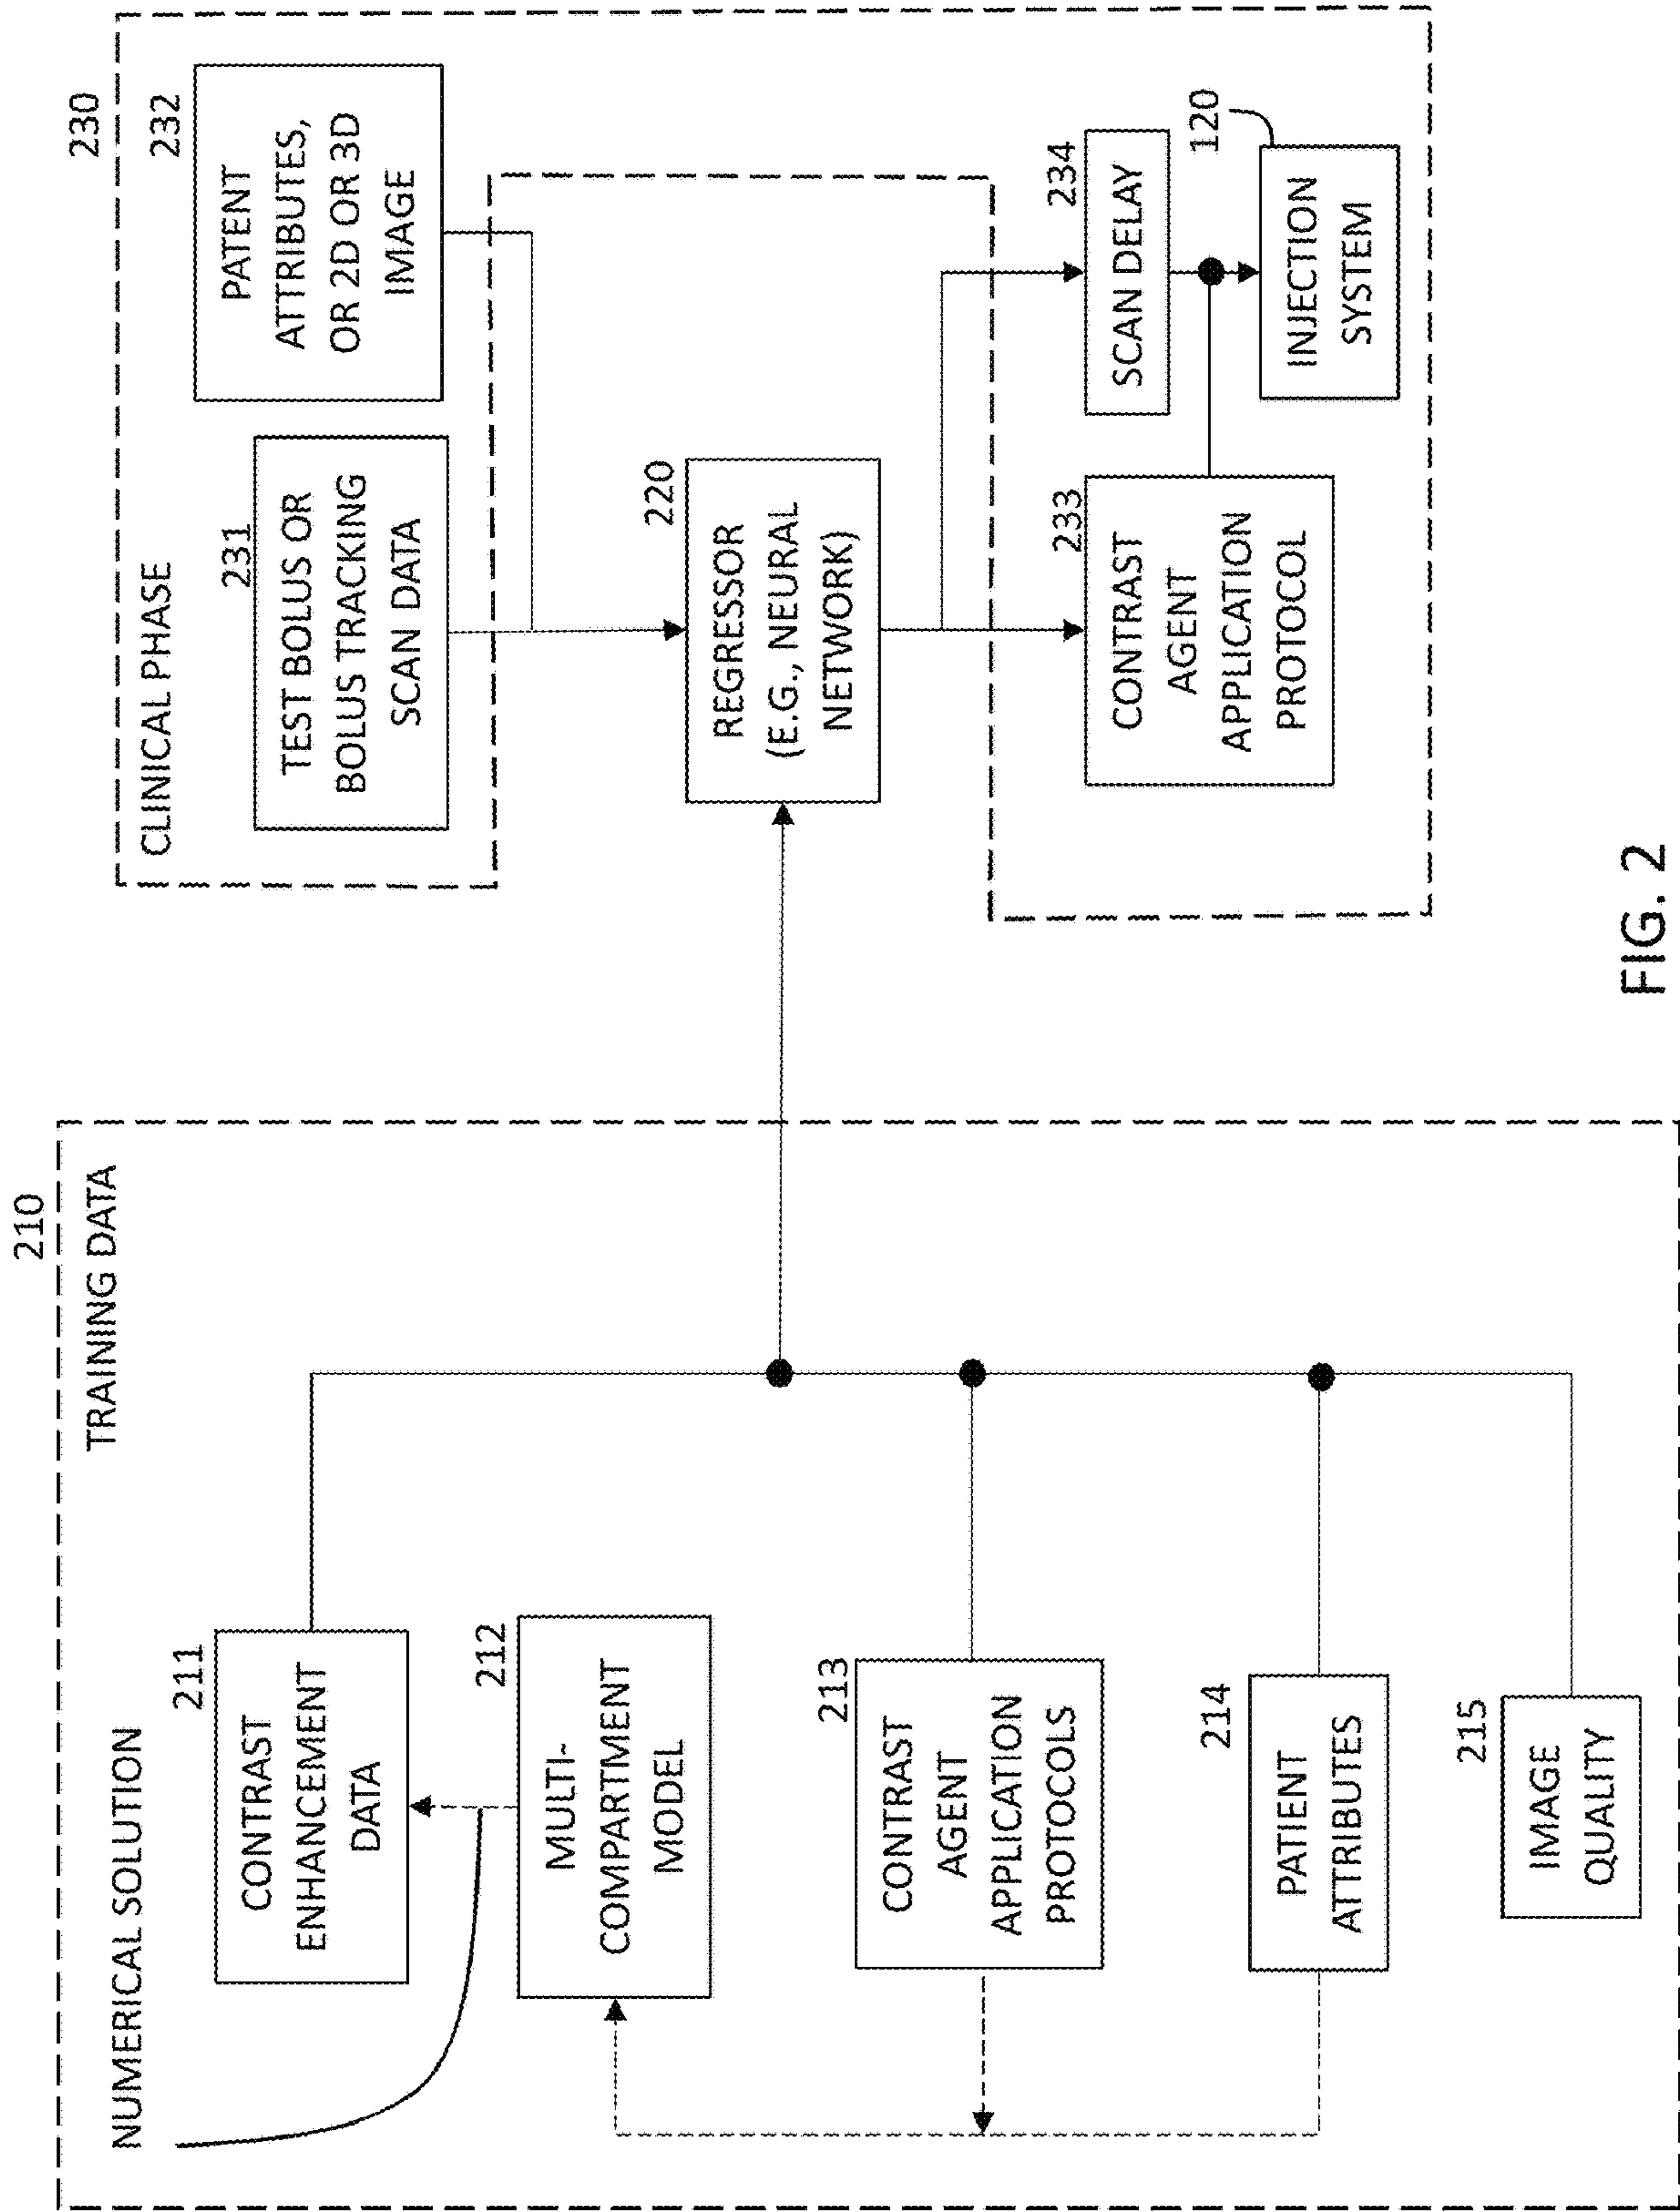 210
TRAINING DATA
NUMERICAL SOLUTION
211
CONTRAST
ENHANCEMENT
DATA
212
MULTI-
COMPARTMENT
MODEL
213
CONTRAST
AGENT
APPLICATION
PROTOCOLS
214
PATIENT
ATTRIBUTES
215
IMAGE
QUALITY
230
CLINICAL PHASE
231
TEST BOLUS OR
BOLUS TRACKING
SCAN DATA
232
PATENT
ATTRIBUTES,
OR 2D OR 3D
IMAGE
220
REGRESSOR
(E.G., NEURAL
NETWORK)
233
CONTRAST
AGENT
APPLICATION
PROTOCOL
234
SCAN DELAY
120
INJECTION
SYSTEM
FIG. 2